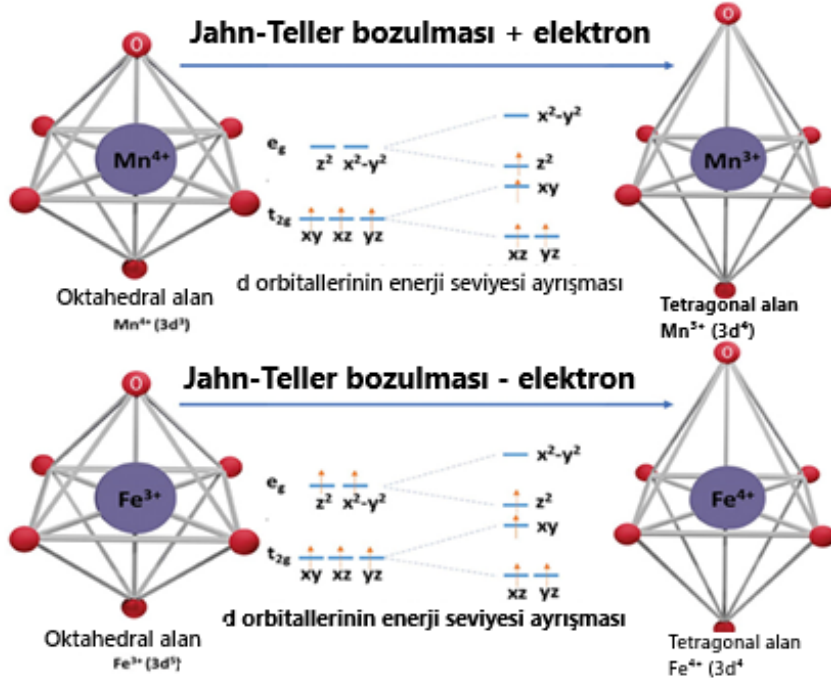 Jahn-Teller bozulması + elektron
O
O
Mn⁴⁺
Mn³⁺
x²-y²
e_g
z² x²-y²
z²
xy
t₂g
xy xz yz
xz yz
d orbitallerinin enerji seviyesi ayrışması
Oktahedral alan
Mn⁴⁺ (3d³)
Tetragonal alan
Mn³⁺ (3d⁴)
Jahn-Teller bozulması - elektron
O
O
Fe³⁺
Fe⁴⁺
x²-y²
e_g
z² x²-y²
z²
xy
t₂g
xy xz yz
xz yz
d orbitallerinin enerji seviyesi ayrışması
Oktahedral alan
Fe³⁺ (3d⁵)
Tetragonal alan
Fe⁴⁺ (3d⁴